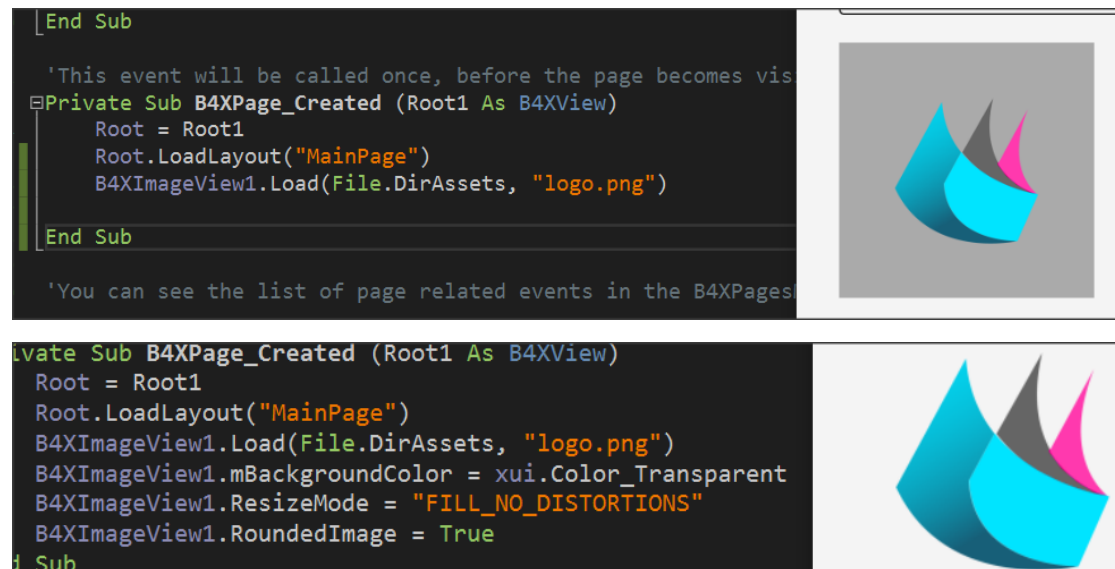 End Sub
'This event will be called once, before the page becomes vis
Private Sub B4XPage_Created (Root1 As B4XView)
Root = Root1
Root.LoadLayout("MainPage")
B4XImageView1.Load(File.DirAssets, "logo.png")
End Sub
'You can see the list of page related events in the B4XPages
ivate Sub B4XPage_Created (Root1 As B4XView)
Root = Root1
Root.LoadLayout("MainPage")
B4XImageView1.Load(File.DirAssets, "logo.png")
B4XImageView1.mBackgroundColor = xui.Color_Transparent
B4XImageView1.ResizeMode = "FILL_NO_DISTORTIONS"
B4XImageView1.RoundedImage = True
d Sub